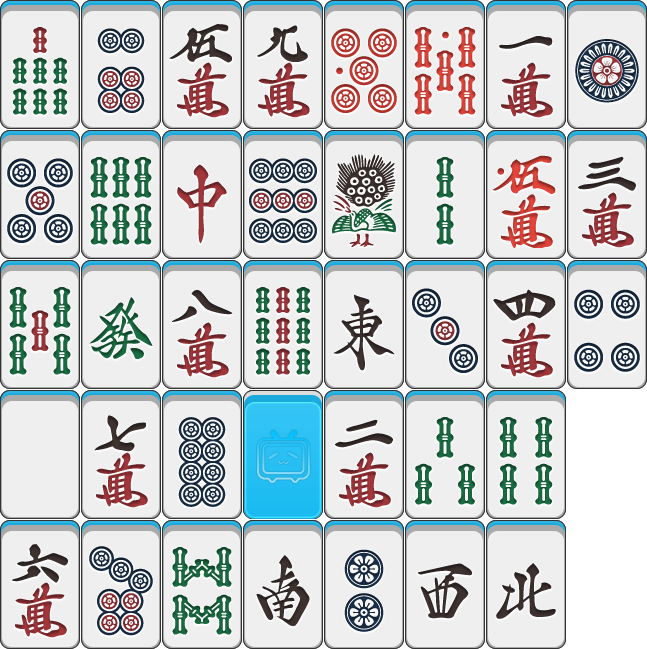 伍萬 九萬 一萬
中 伍萬 三萬
發 八萬 東 四萬
七萬 二萬
六萬 南 西 北